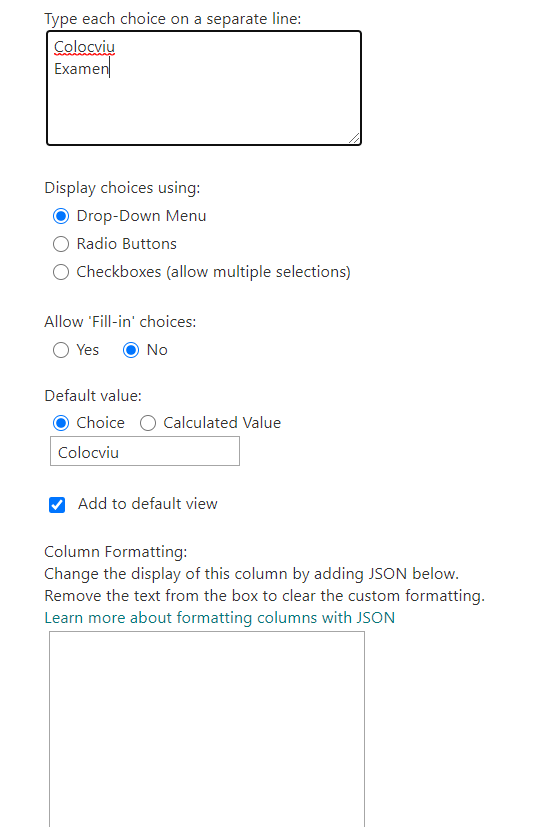 Type each choice on a separate line:
Colocviu
Examen
Display choices using:
Drop-Down Menu
Radio Buttons
Checkboxes (allow multiple selections)
Allow 'Fill-in' choices:
Yes No
Default value:
Choice Calculated Value
Colocviu
Add to default view
Column Formatting:
Change the display of this column by adding JSON below.
Remove the text from the box to clear the custom formatting.
Learn more about formatting columns with JSON